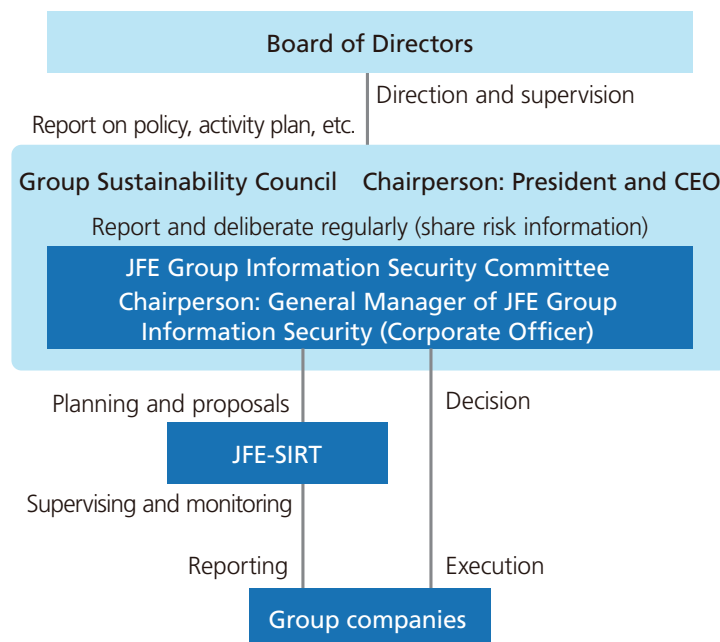 Board of Directors
Direction and supervision
Report on policy, activity plan, etc.
Group Sustainability Council Chairperson: President and CEO
Report and deliberate regularly (share risk information)
JFE Group Information Security Committee
Chairperson: General Manager of JFE Group
Information Security (Corporate Officer)
Planning and proposals
Decision
JFE-SIRT
Supervising and monitoring
Reporting
Execution
Group companies